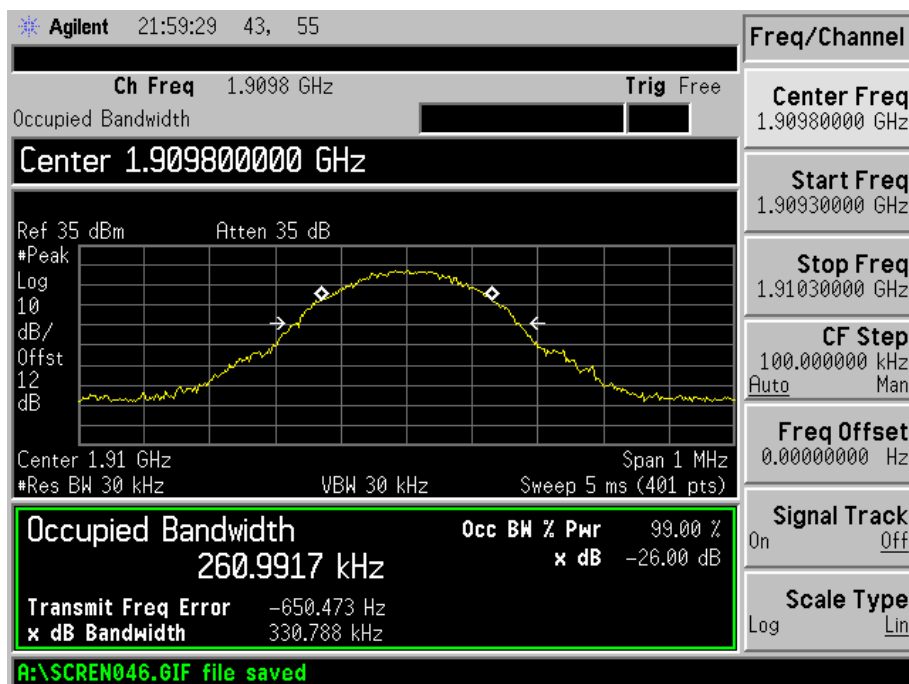 Agilent 21:59:29 43, 55
Ch Freq 1.9098 GHz Trig Free
Occupied Bandwidth
Center 1.909800000 GHz
Ref 35 dBm Atten 35 dB
#Peak
Log
10
dB/
Offst
12
dB
Center 1.91 GHz Span 1 MHz
#Res BW 30 kHz VBW 30 kHz Sweep 5 ms (401 pts)
Occupied Bandwidth Occ BW % Pwr 99.00 %
260.9917 kHz x dB -26.00 dB
Transmit Freq Error -650.473 Hz
x dB Bandwidth 330.788 kHz
A:\SCREN046.GIF file saved
Freq/Channel
Center Freq
1.90980000 GHz
Start Freq
1.90930000 GHz
Stop Freq
1.91030000 GHz
CF Step
100.000000 kHz
Auto Man
Freq Offset
0.00000000 Hz
Signal Track
On Off
Scale Type
Log Lin